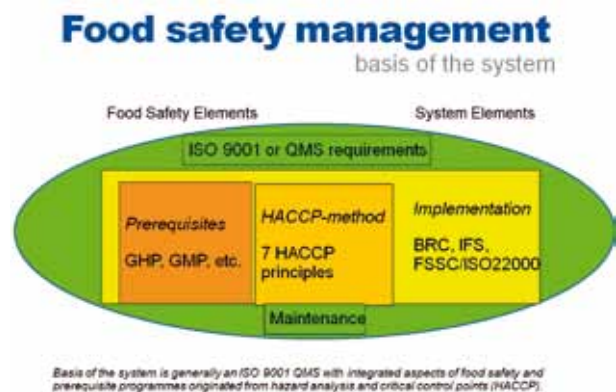 Food safety management
basis of the system
Food Safety Elements
System Elements
ISO 9001 or QMS requirements
Prerequisites
GHP, GMP, etc.
HACCP-method
7 HACCP
principles
Implementation
BRC, IFS,
FSSC/ISO22000
Maintenance
Basis of the system is generally an ISO 9001 QMS with integrated aspects of food safety and
prerequisite programmes originated from hazard analysis and critical control points (HACCP).